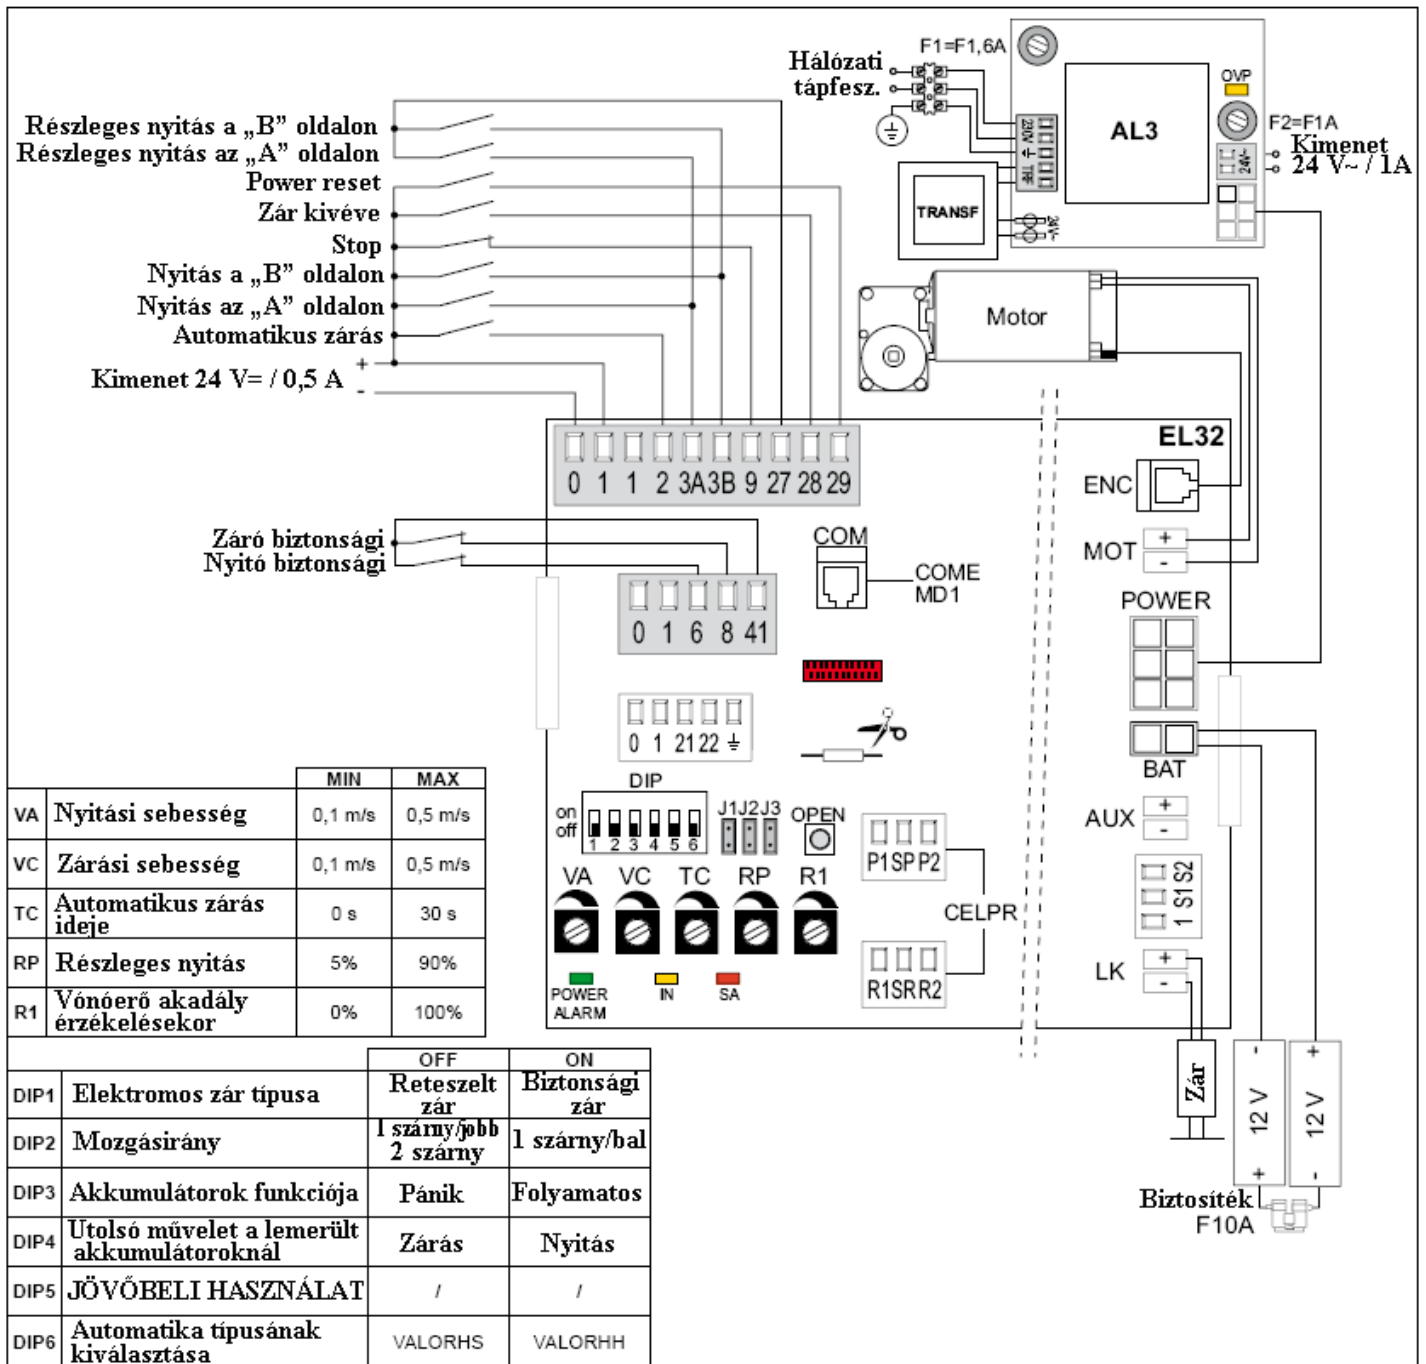 F1=F1,6A
Hálózati
tápfesz.
230V
TRF
AL3
OVP
F2=F1A
24V~
Kimenet
24 V~ / 1A
TRANSF
24V~
Részleges nyitás a „B” oldalon
Részleges nyitás az „A” oldalon
Power reset
Zár kivéve
Stop
Nyitás a „B” oldalon
Nyitás az „A” oldalon
Automatikus zárás
+
Kimenet 24 V= / 0,5 A
-
Motor
EL32
0 1 1 2 3A 3B 9 27 28 29
ENC
MOT
+
-
Záró biztonsági
Nyitó biztonsági
COM
COME
MD1
0 1 6 8 41
POWER
0 1 21 22
BAT
DIP
on
off
1 2 3 4 5 6
J1 J2 J3
OPEN
AUX
+
-
P1 SP P2
VA VC TC RP R1
CELPR
1 S1 S2
R1 SR R2
LK
+
-
POWER
ALARM
IN
SA
Zár
-
12 V
+
+
12 V
-
Biztosíték
F10A
MIN MAX
VA Nyitási sebesség 0,1 m/s 0,5 m/s
VC Zárási sebesség 0,1 m/s 0,5 m/s
TC Automatikus zárás ideje 0 s 30 s
RP Részleges nyitás 5% 90%
R1 Vónóerő akadály érzékelésekor 0% 100%
OFF ON
DIP1 Elektromos zár típusa Reteszelt zár Biztonsági zár
DIP2 Mozgásirány 1 szárny/jobb 2 szárny 1 szárny/bal
DIP3 Akkumulátorok funkciója Pánik Folyamatos
DIP4 Utolsó művelet a lemerült akkumulátoroknál Zárás Nyitás
DIP5 JÖVŐBELI HASZNÁLAT / /
DIP6 Automatika típusának kiválasztása VALORHS VALORHH